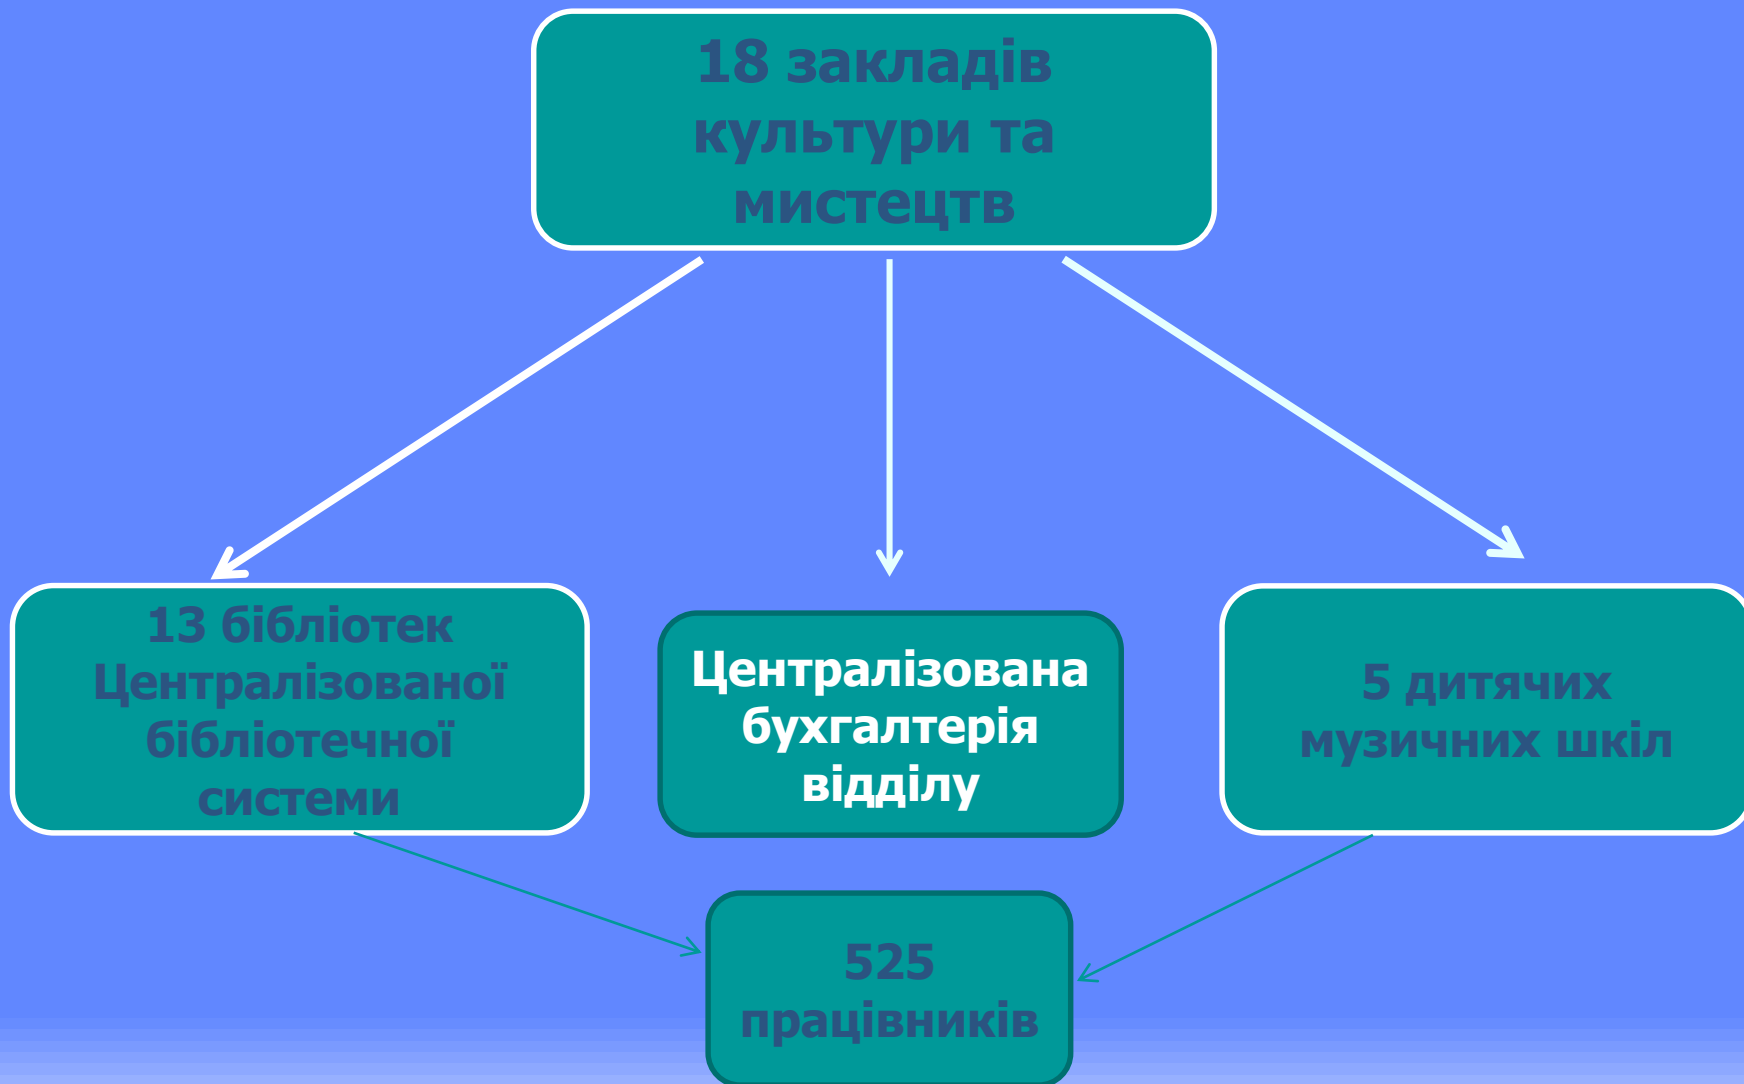 18 закладів
культури та
мистецтв
13 бібліотек
Централізованої
бібліотечної
системи
Централізована
бухгалтерія
відділу
5 дитячих
музичних шкіл
525
працівників